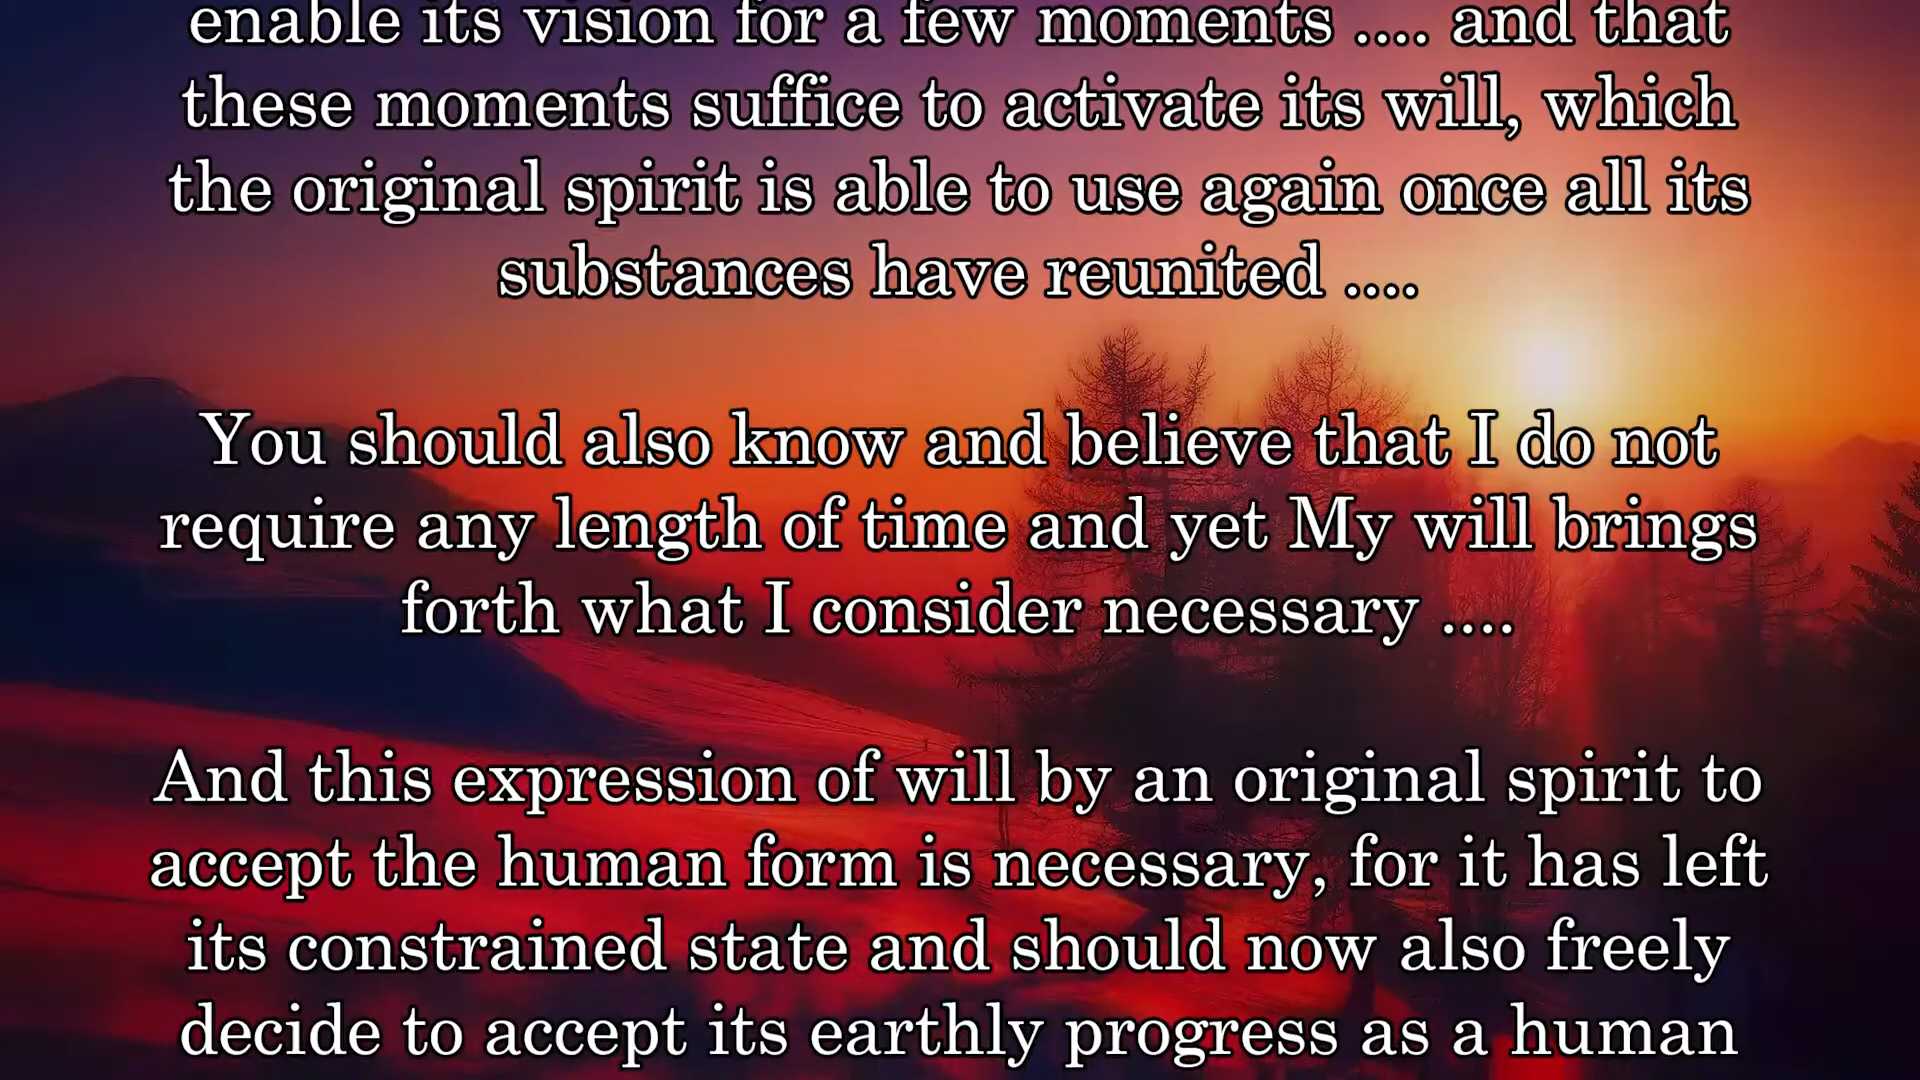 enable its vision for a few moments .... and that
these moments suffice to activate its will, which
the original spirit is able to use again once all its
substances have reunited ....
You should also know and believe that I do not
require any length of time and yet My will brings
forth what I consider necessary ....
And this expression of will by an original spirit to
accept the human form is necessary, for it has left
its constrained state and should now also freely
decide to accept its earthly progress as a human